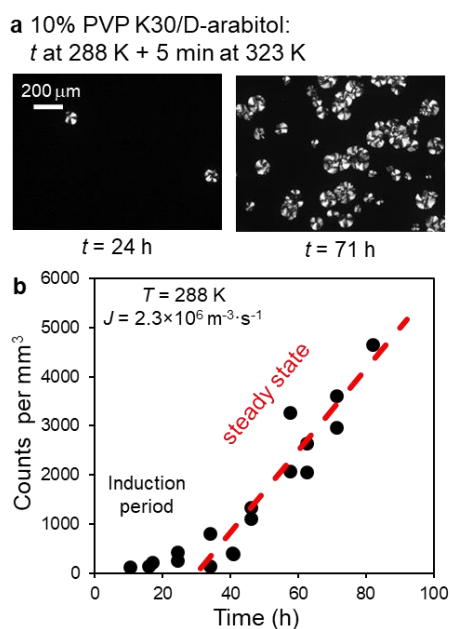 a 10% PVP K30/D-arabitol:
t at 288 K + 5 min at 323 K
200 μm
t = 24 h
t = 71 h
b
T = 288 K
J = 2.3×10⁶ m⁻³·s⁻¹
steady state
Induction
period
Counts per mm³
6000
5000
4000
3000
2000
1000
0
0 20 40 60 80 100
Time (h)